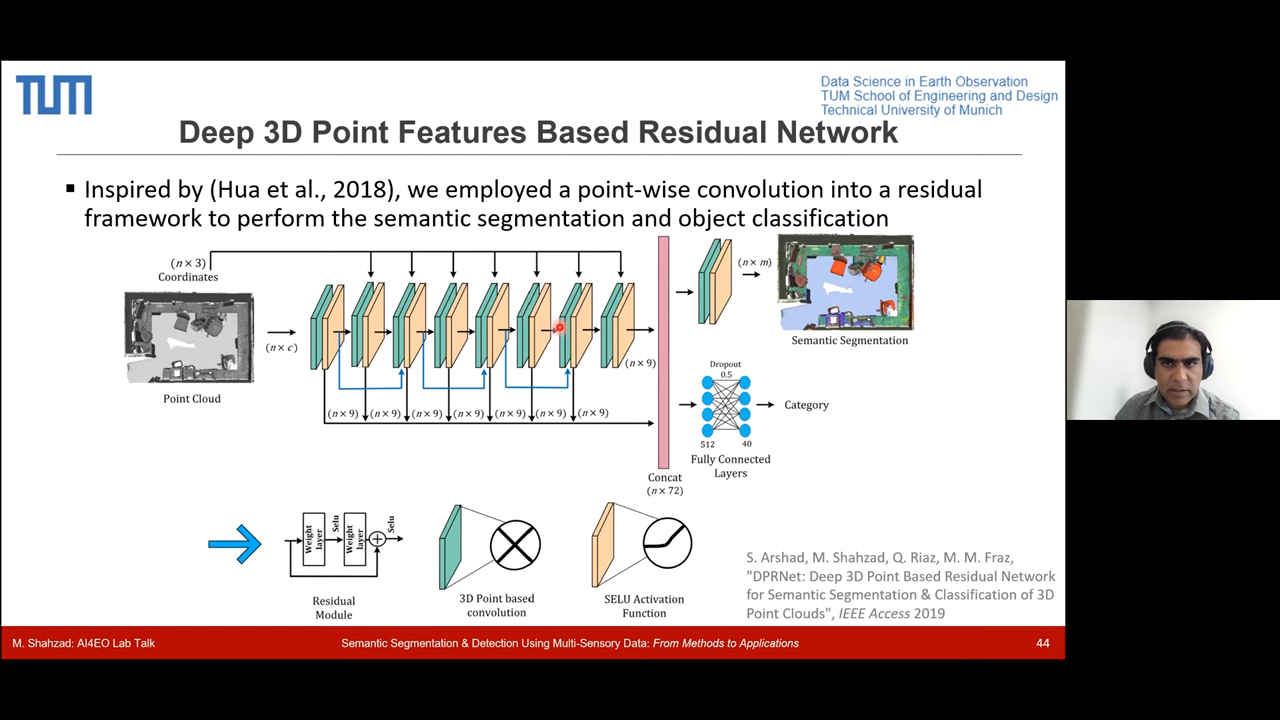 TUM
Data Science in Earth Observation
TUM School of Engineering and Design
Technical University of Munich
Deep 3D Point Features Based Residual Network
▪ Inspired by (Hua et al., 2018), we employed a point-wise convolution into a residual
framework to perform the semantic segmentation and object classification
(n × 3)
Coordinates
Point Cloud
(n × c)
(n × 9)
(n × 9)
(n × 9)
(n × 9)
(n × 9)
(n × 9)
(n × 9)
(n × 9)
Concat
(n × 72)
(n × m)
Semantic Segmentation
Dropout
0.5
512
40
Fully Connected
Layers
Category
Weight
layer
Selu
Weight
layer
Selu
Residual
Module
3D Point based
convolution
SELU Activation
Function
S. Arshad, M. Shahzad, Q. Riaz, M. M. Fraz,
"DPRNet: Deep 3D Point Based Residual Network
for Semantic Segmentation & Classification of 3D
Point Clouds", IEEE Access 2019
M. Shahzad: AI4EO Lab Talk
Semantic Segmentation & Detection Using Multi-Sensory Data: From Methods to Applications
44